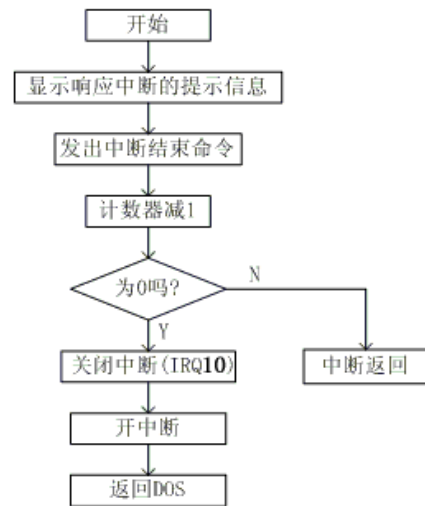 开始
显示响应中断的提示信息
发出中断结束命令
计数器减1
为0吗?
N
Y
关闭中断(IRQ10)
中断返回
开中断
返回DOS